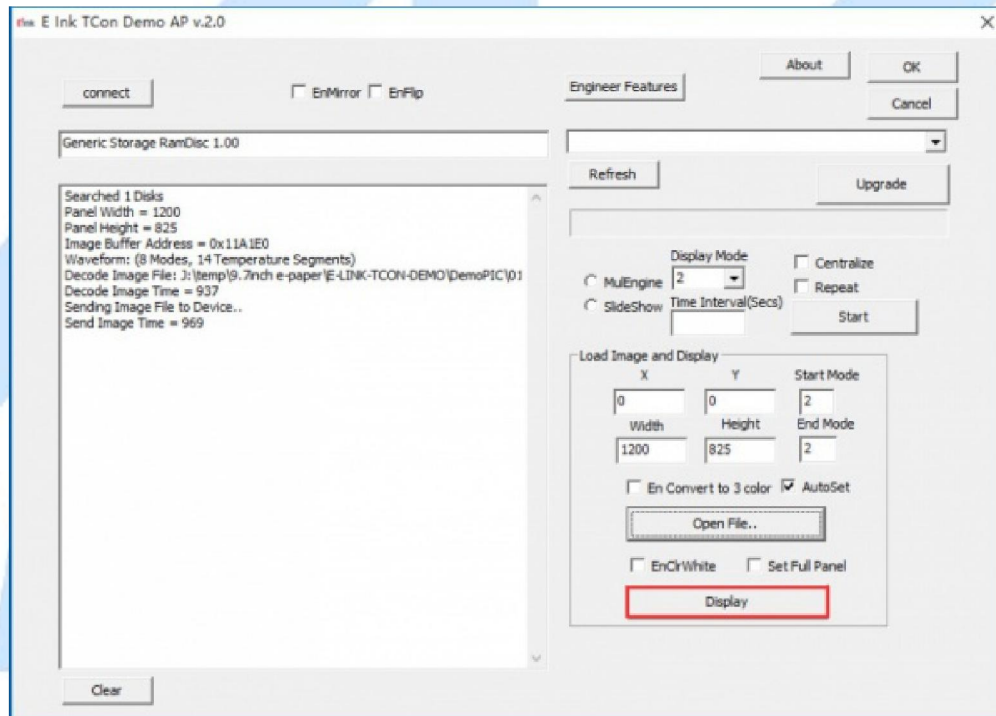 E Ink TCon Demo AP v.2.0
connect
EnMirror
EnFlip
Engineer Features
About
OK
Cancel
Generic Storage RamDisc 1.00
Refresh
Upgrade
Searched 1 Disks
Panel Width = 1200
Panel Height = 825
Image Buffer Address = 0x11A1E0
Waveform: (8 Modes, 14 Temperature Segments)
Decode Image File: J:\temp\9.7inch e-paper\E-LINK-TCON-DEMO\DemoPIC\01
Decode Image Time = 937
Sending Image File to Device..
Send Image Time = 969
Display Mode
MulEngine
2
Centralize
Repeat
SlideShow
Time Interval(Secs)
Start
Load Image and Display
X
Y
Start Mode
0
0
2
Width
Height
End Mode
1200
825
2
En Convert to 3 color
AutoSet
Open File..
EnClrWhite
Set Full Panel
Display
Clear